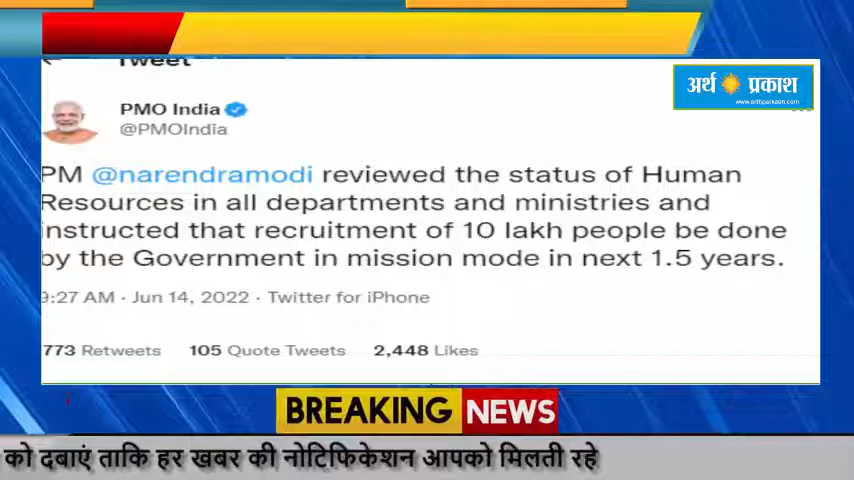 Tweet
अर्थ प्रकाश
www.arthparkash.com
PMO India
@PMOIndia
PM @narendramodi reviewed the status of Human
Resources in all departments and ministries and
instructed that recruitment of 10 lakh people be done
by the Government in mission mode in next 1.5 years.
9:27 AM · Jun 14, 2022 · Twitter for iPhone
773 Retweets 105 Quote Tweets 2,448 Likes
BREAKING NEWS
को दबाएं ताकि हर खबर की नोटिफिकेशन आपको मिलती रहे